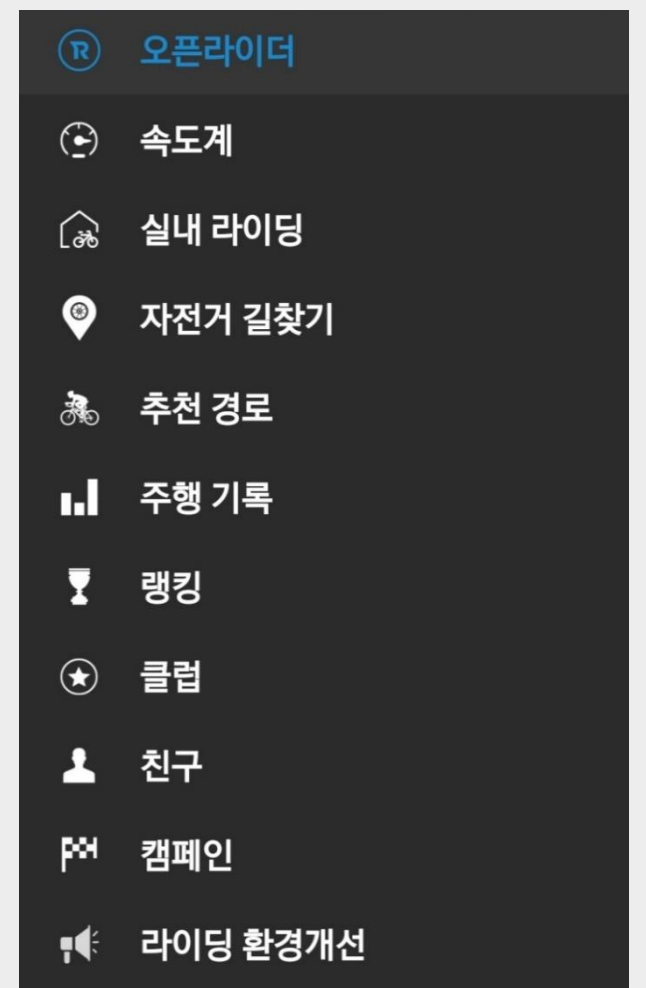 오픈라이더
속도계
실내 라이딩
자전거 길찾기
추천 경로
주행 기록
랭킹
클럽
친구
캠페인
라이딩 환경개선